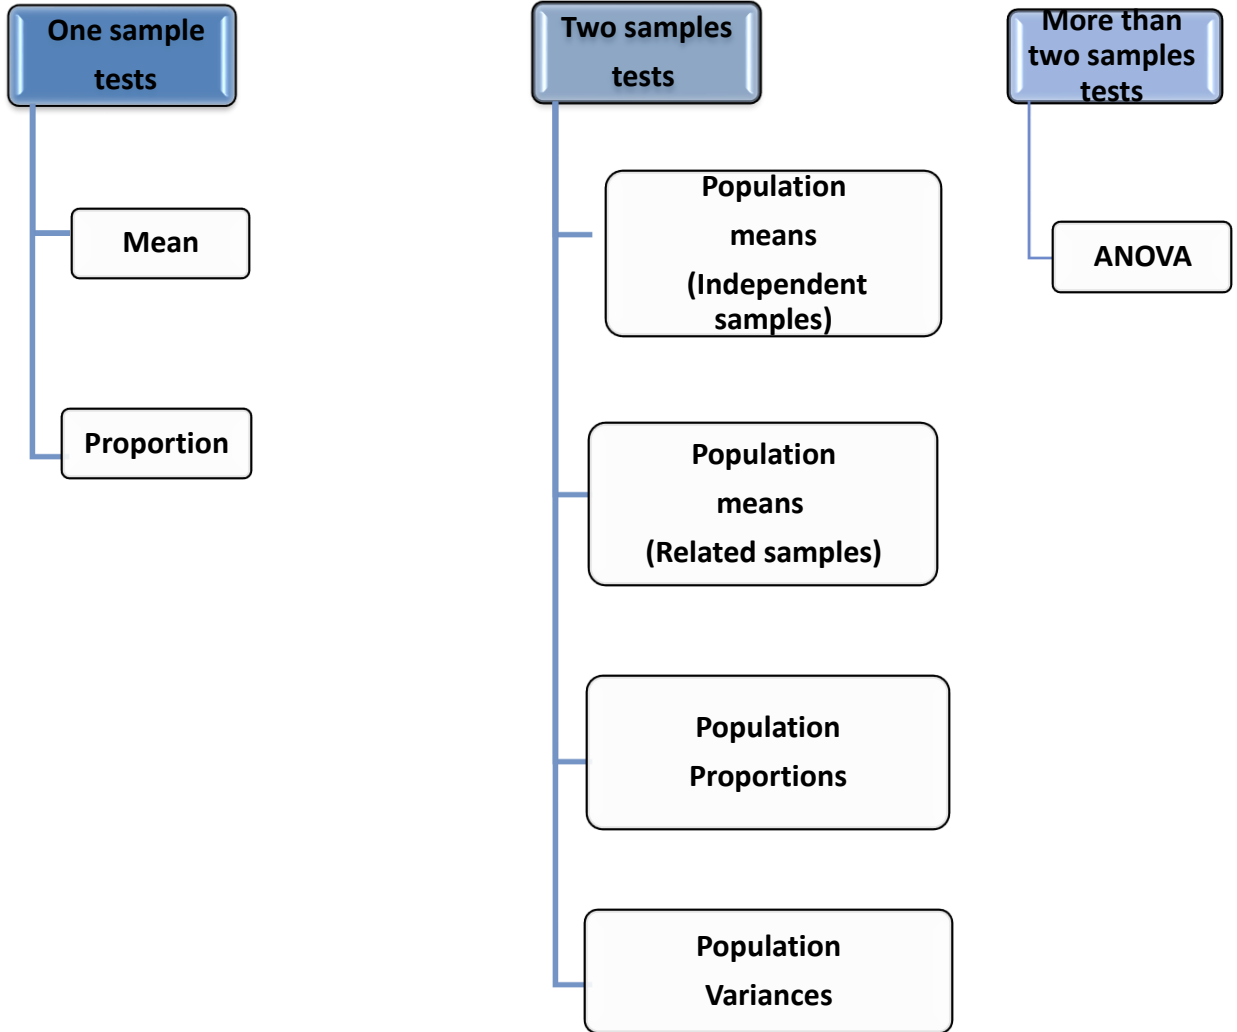 One sample
tests
Mean
Proportion
Two samples
tests
Population
means
(Independent
samples)
Population
means
(Related samples)
Population
Proportions
Population
Variances
More than
two samples
tests
ANOVA